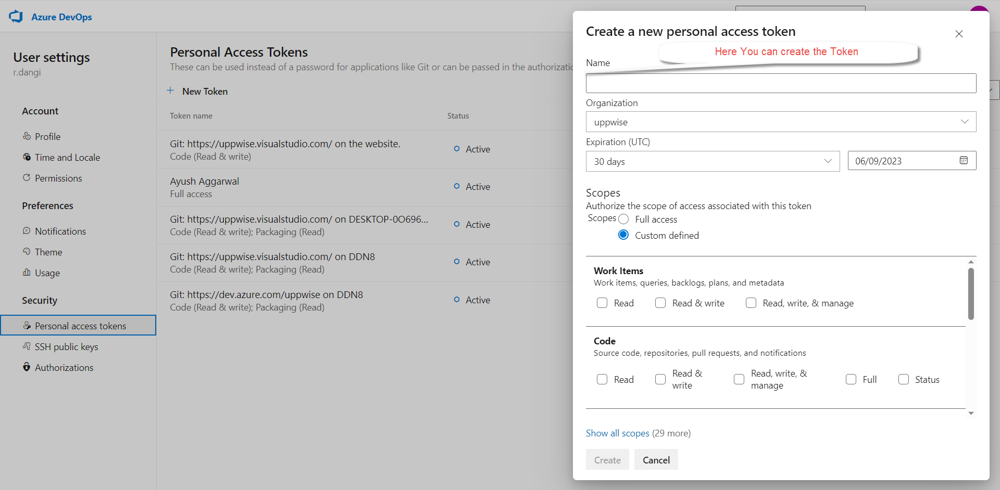 Azure DevOps
User settings
r.dangi
Account
Profile
Time and Locale
Permissions
Preferences
Notifications
Theme
Usage
Security
Personal access tokens
SSH public keys
Authorizations
Personal Access Tokens
These can be used instead of a password for applications like Git or can be passed in the
New Token
Token name Status
Git: https://uppwise.visualstudio.com/ on the website.
Code (Read & write)
Active
Ayush Aggarwal
Full access
Active
Git: https://uppwise.visualstudio.com/ on DESKTOP-0O696...
Code (Read & write); Packaging (Read)
Active
Git: https://uppwise.visualstudio.com/ on DDN8
Code (Read & write); Packaging (Read)
Active
Git: https://dev.azure.com/uppwise on DDN8
Code (Read & write); Packaging (Read)
Active
Create a new personal access token
Here You can create the Token
Name
Organization
uppwise
Expiration (UTC)
30 days 06/09/2023
Scopes
Authorize the scope of access associated with this token
Scopes Full access
Custom defined
Work Items
Work items, queries, backlogs, plans, and metadata
Read Read & write Read, write, & manage
Code
Source code, repositories, pull requests, and notifications
Read Read & write Read, write, & manage Full Status
Show all scopes (29 more)
Create Cancel